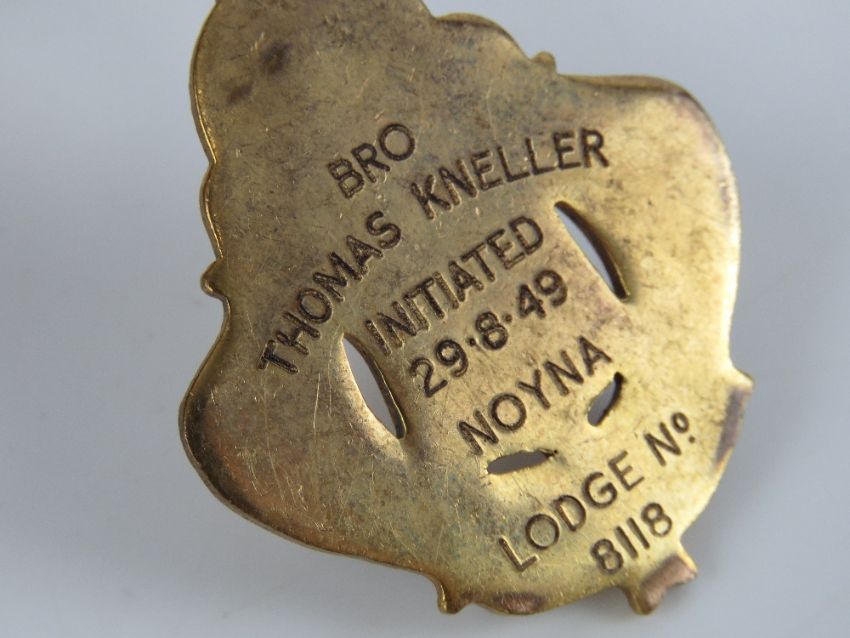 BRO
THOMAS KNELLER
INITIATED
29·8·49
NOYNA
LODGE Nº
8118